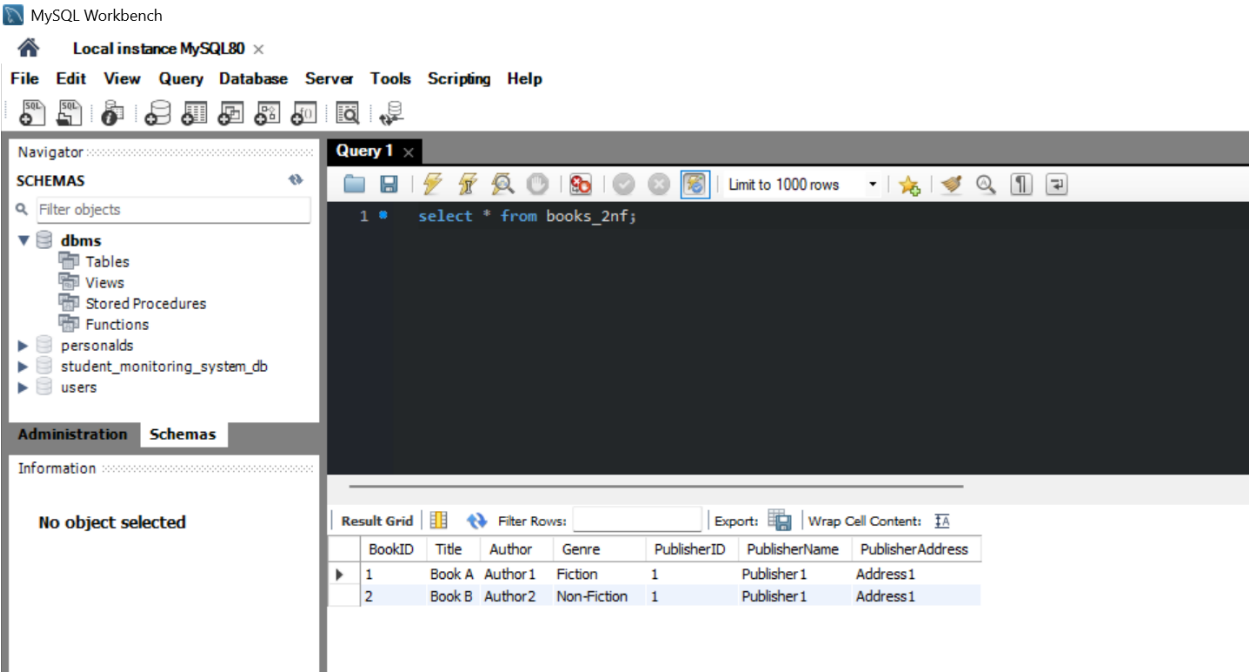 MySQL Workbench
Local instance MySQL80
File Edit View Query Database Server Tools Scripting Help
SQL SQL
Navigator
SCHEMAS
Filter objects
dbms
Tables
Views
Stored Procedures
Functions
personalds
student_monitoring_system_db
users
Administration Schemas
Information
No object selected
Query 1
Limit to 1000 rows
1 select * from books_2nf;
Result Grid Filter Rows: Export: Wrap Cell Content:
BookID Title Author Genre PublisherID PublisherName PublisherAddress
1 Book A Author1 Fiction 1 Publisher1 Address1
2 Book B Author2 Non-Fiction 1 Publisher1 Address1